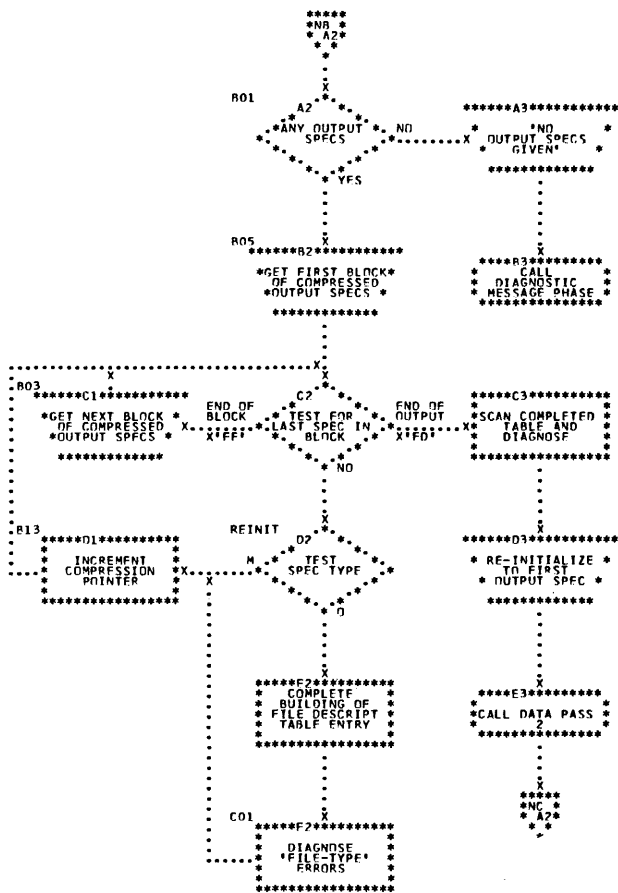 NB
A2
B01
A2
ANY OUTPUT
SPECS
NO
YES
A3
'NO
OUTPUT SPECS
GIVEN'
B05
B2
GET FIRST BLOCK
OF COMPRESSED
OUTPUT SPECS
B3
CALL
DIAGNOSTIC
MESSAGE PHASE
B03
C1
GET NEXT BLOCK
OF COMPRESSED
OUTPUT SPECS
END OF
BLOCK
X'FF'
C2
TEST FOR
LAST SPEC IN
BLOCK
NO
END OF
OUTPUT
X'FD'
C3
SCAN COMPLETED
TABLE AND
DIAGNOSE
B13
D1
INCREMENT
COMPRESSION
POINTER
REINIT
M
D2
TEST
SPEC TYPE
O
D3
RE-INITIALIZE
TO FIRST
OUTPUT SPEC
E2
COMPLETE
BUILDING OF
FILE DESCRIPT
TABLE ENTRY
E3
CALL DATA PASS
2
C01
F2
DIAGNOSE
'FILE-TYPE'
ERRORS
NC
A2